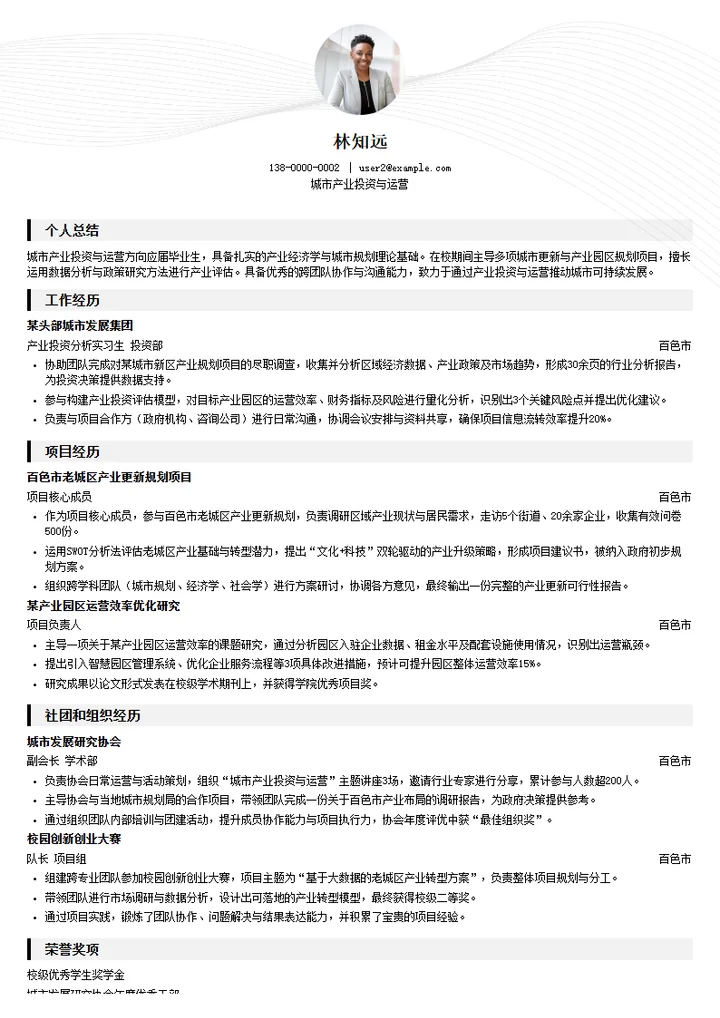 林知远
138-0000-0002 | user2@example.com
城市产业投资与运营
个人总结
城市产业投资与运营方向应届毕业生，具备扎实的产业经济学与城市规划理论基础。在校期间主导多项城市更新与产业园区规划项目，擅长
运用数据分析与政策研究方法进行产业评估。具备优秀的跨团队协作与沟通能力，致力于通过产业投资与运营推动城市可持续发展。
工作经历
某头部城市发展集团
产业投资分析实习生 投资部 百色市
• 协助团队完成对某城市新区产业规划项目的尽职调查，收集并分析区域经济数据、产业政策及市场趋势，形成30余页的行业分析报告，
为投资决策提供数据支持。
• 参与构建产业投资评估模型，对目标产业园区的运营效率、财务指标及风险进行量化分析，识别出3个关键风险点并提出优化建议。
• 负责与项目合作方（政府机构、咨询公司）进行日常沟通，协调会议安排与资料共享，确保项目信息流转效率提升20%。
项目经历
百色市老城区产业更新规划项目
项目核心成员 百色市
• 作为项目核心成员，参与百色市老城区产业更新规划，负责调研区域产业现状与居民需求，走访5个街道、20余家企业，收集有效问卷
500份。
• 运用SWOT分析法评估老城区产业基础与转型潜力，提出“文化+科技”双轮驱动的产业升级策略，形成项目建议书，被纳入政府初步规
划方案。
• 组织跨学科团队（城市规划、经济学、社会学）进行方案研讨，协调各方意见，最终输出一份完整的产业更新可行性报告。
某产业园区运营效率优化研究
项目负责人 百色市
• 主导一项关于某产业园区运营效率的课题研究，通过分析园区入驻企业数据、租金水平及配套设施使用情况，识别出运营瓶颈。
• 提出引入智慧园区管理系统、优化企业服务流程等3项具体改进措施，预计可提升园区整体运营效率15%。
• 研究成果以论文形式发表在校级学术期刊上，并获得学院优秀项目奖。
社团和组织经历
城市发展研究协会
副会长 学术部 百色市
• 负责协会日常运营与活动策划，组织“城市产业投资与运营”主题讲座3场，邀请行业专家进行分享，累计参与人数超200人。
• 主导协会与当地城市规划局的合作项目，带领团队完成一份关于百色市产业布局的调研报告，为政府决策提供参考。
• 通过组织团队内部培训与团建活动，提升成员协作能力与项目执行力，协会年度评优中获“最佳组织奖”。
校园创新创业大赛
队长 项目组 百色市
• 组建跨专业团队参加校园创新创业大赛，项目主题为“基于大数据的老城区产业转型方案”，负责整体项目规划与分工。
• 带领团队进行市场调研与数据分析，设计出可落地的产业转型模型，最终获得校级二等奖。
• 通过项目实践，锻炼了团队协作、问题解决与结果表达能力，并积累了宝贵的项目经验。
荣誉奖项
校级优秀学生奖学金
城市发展研究协会年度优秀干部